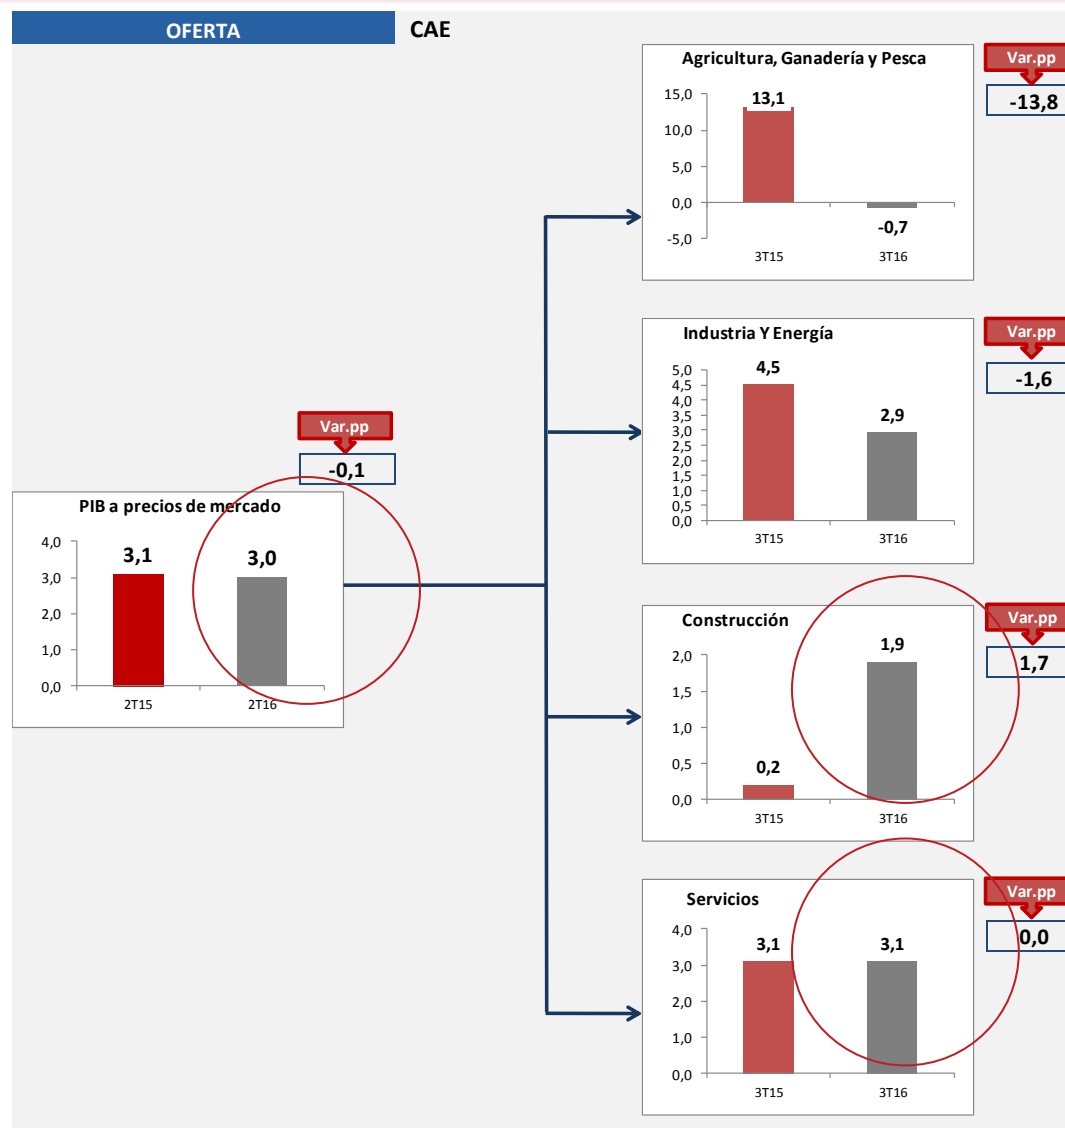 OFERTA
CAE
Var.pp
-0,1
PIB a precios de mercado
4,0
3,0
2,0
1,0
0,0
3,1
3,0
2T15
2T16
Agricultura, Ganadería y Pesca
15,0
10,0
5,0
0,0
-5,0
13,1
-0,7
3T15
3T16
Var.pp
-13,8
Industria Y Energía
5,0
4,5
4,0
3,5
3,0
2,5
2,0
1,5
1,0
0,5
0,0
4,5
2,9
3T15
3T16
Var.pp
-1,6
Construcción
2,0
1,5
1,0
0,5
0,0
0,2
1,9
3T15
3T16
Var.pp
1,7
Servicios
4,0
3,0
2,0
1,0
0,0
3,1
3,1
3T15
3T16
Var.pp
0,0